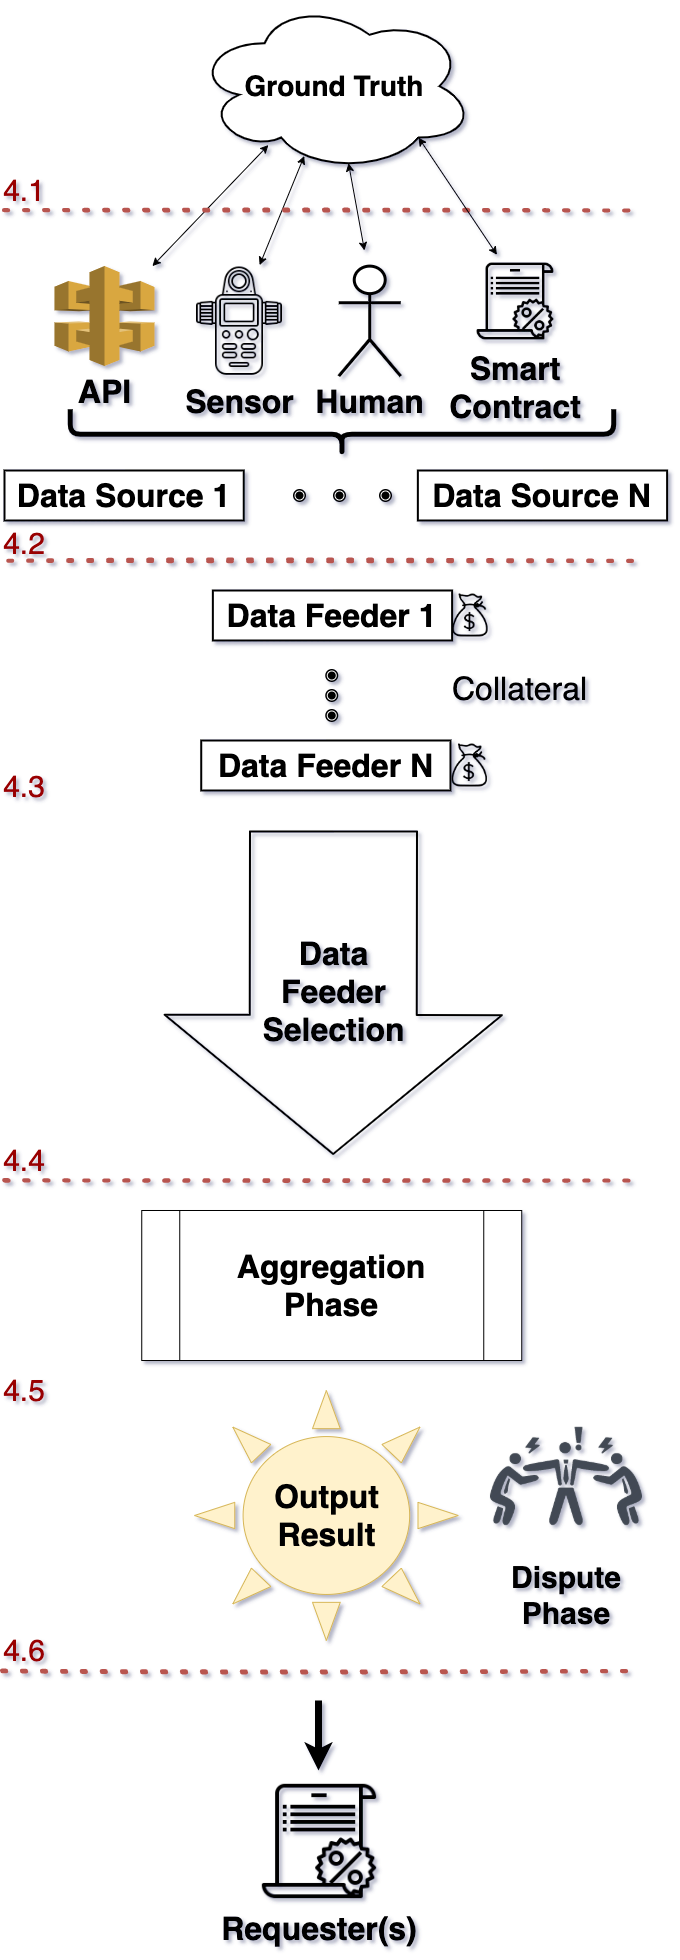 Ground Truth
4.1
API
Sensor
Human
Smart
Contract
Data Source 1
Data Source N
4.2
Data Feeder 1
$
Collateral
Data Feeder N
$
4.3
Data
Feeder
Selection
4.4
Aggregation
Phase
4.5
Output
Result
!
Dispute
Phase
4.6
Requester(s)